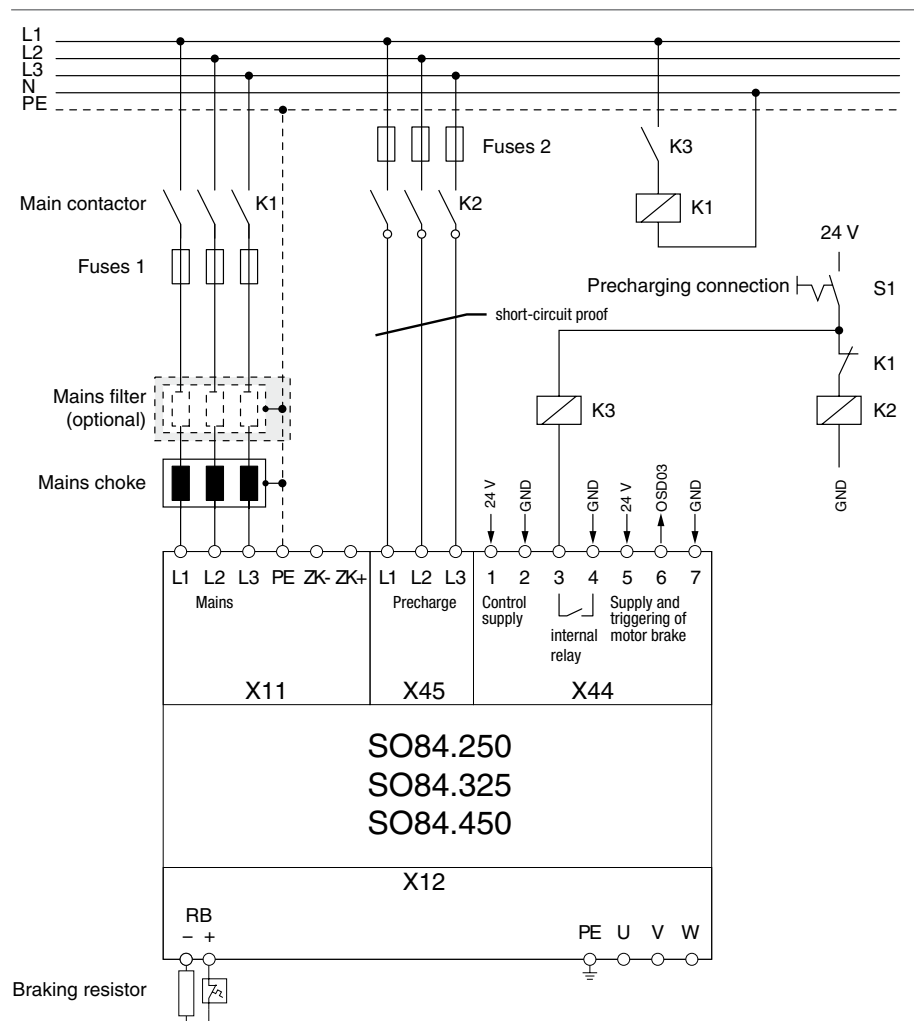 L1
L2
L3
N
PE
Fuses 2
K3
Main contactor
K1
K2
K1
24 V
Fuses 1
Precharging connection
S1
short-circuit proof
K1
Mains filter
(optional)
K3
K2
Mains choke
24 V
GND
GND
24 V
OSD03
GND
GND
L1 L2 L3 PE ZK- ZK+ L1 L2 L3 1 2 3 4 5 6 7
Mains
Precharge
Control
supply
internal
relay
Supply and
triggering of
motor brake
X11
X45
X44
SO84.250
SO84.325
SO84.450
X12
RB
– +
PE U V W
Braking resistor